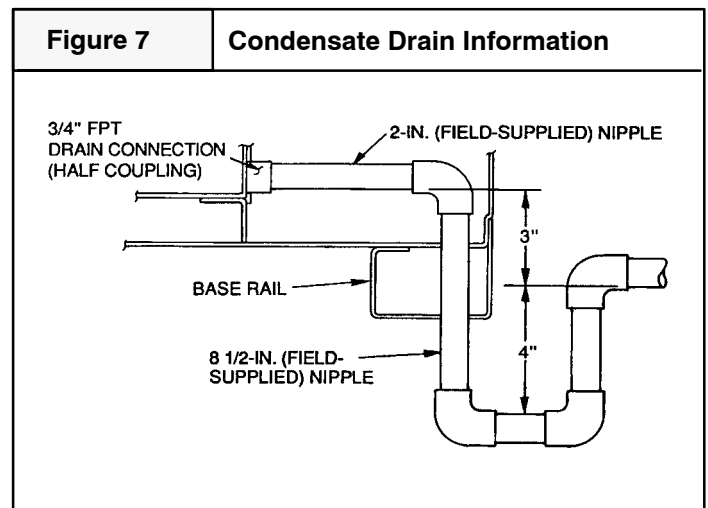 Figure 7
Condensate Drain Information
3/4" FPT
DRAIN CONNECTION
(HALF COUPLING)
2-IN. (FIELD-SUPPLIED) NIPPLE
3"
BASE RAIL
4"
8 1/2-IN. (FIELD-
SUPPLIED) NIPPLE